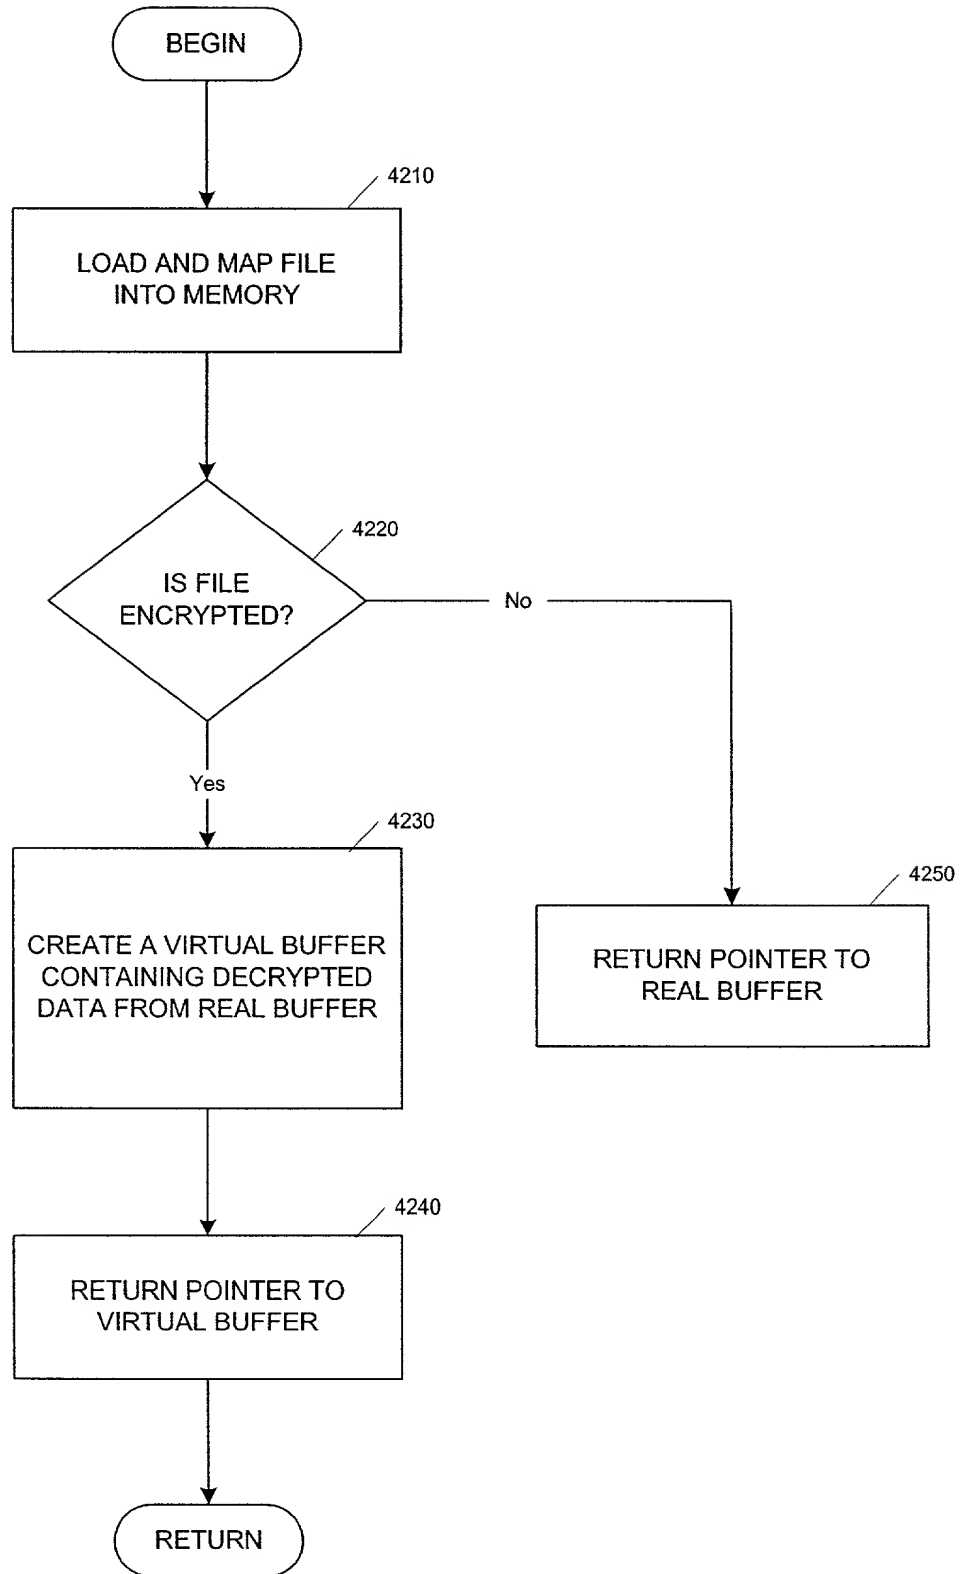 BEGIN
4210
LOAD AND MAP FILE
INTO MEMORY
4220
IS FILE
ENCRYPTED?
No
Yes
4230
CREATE A VIRTUAL BUFFER
CONTAINING DECRYPTED
DATA FROM REAL BUFFER
4250
RETURN POINTER TO
REAL BUFFER
4240
RETURN POINTER TO
VIRTUAL BUFFER
RETURN